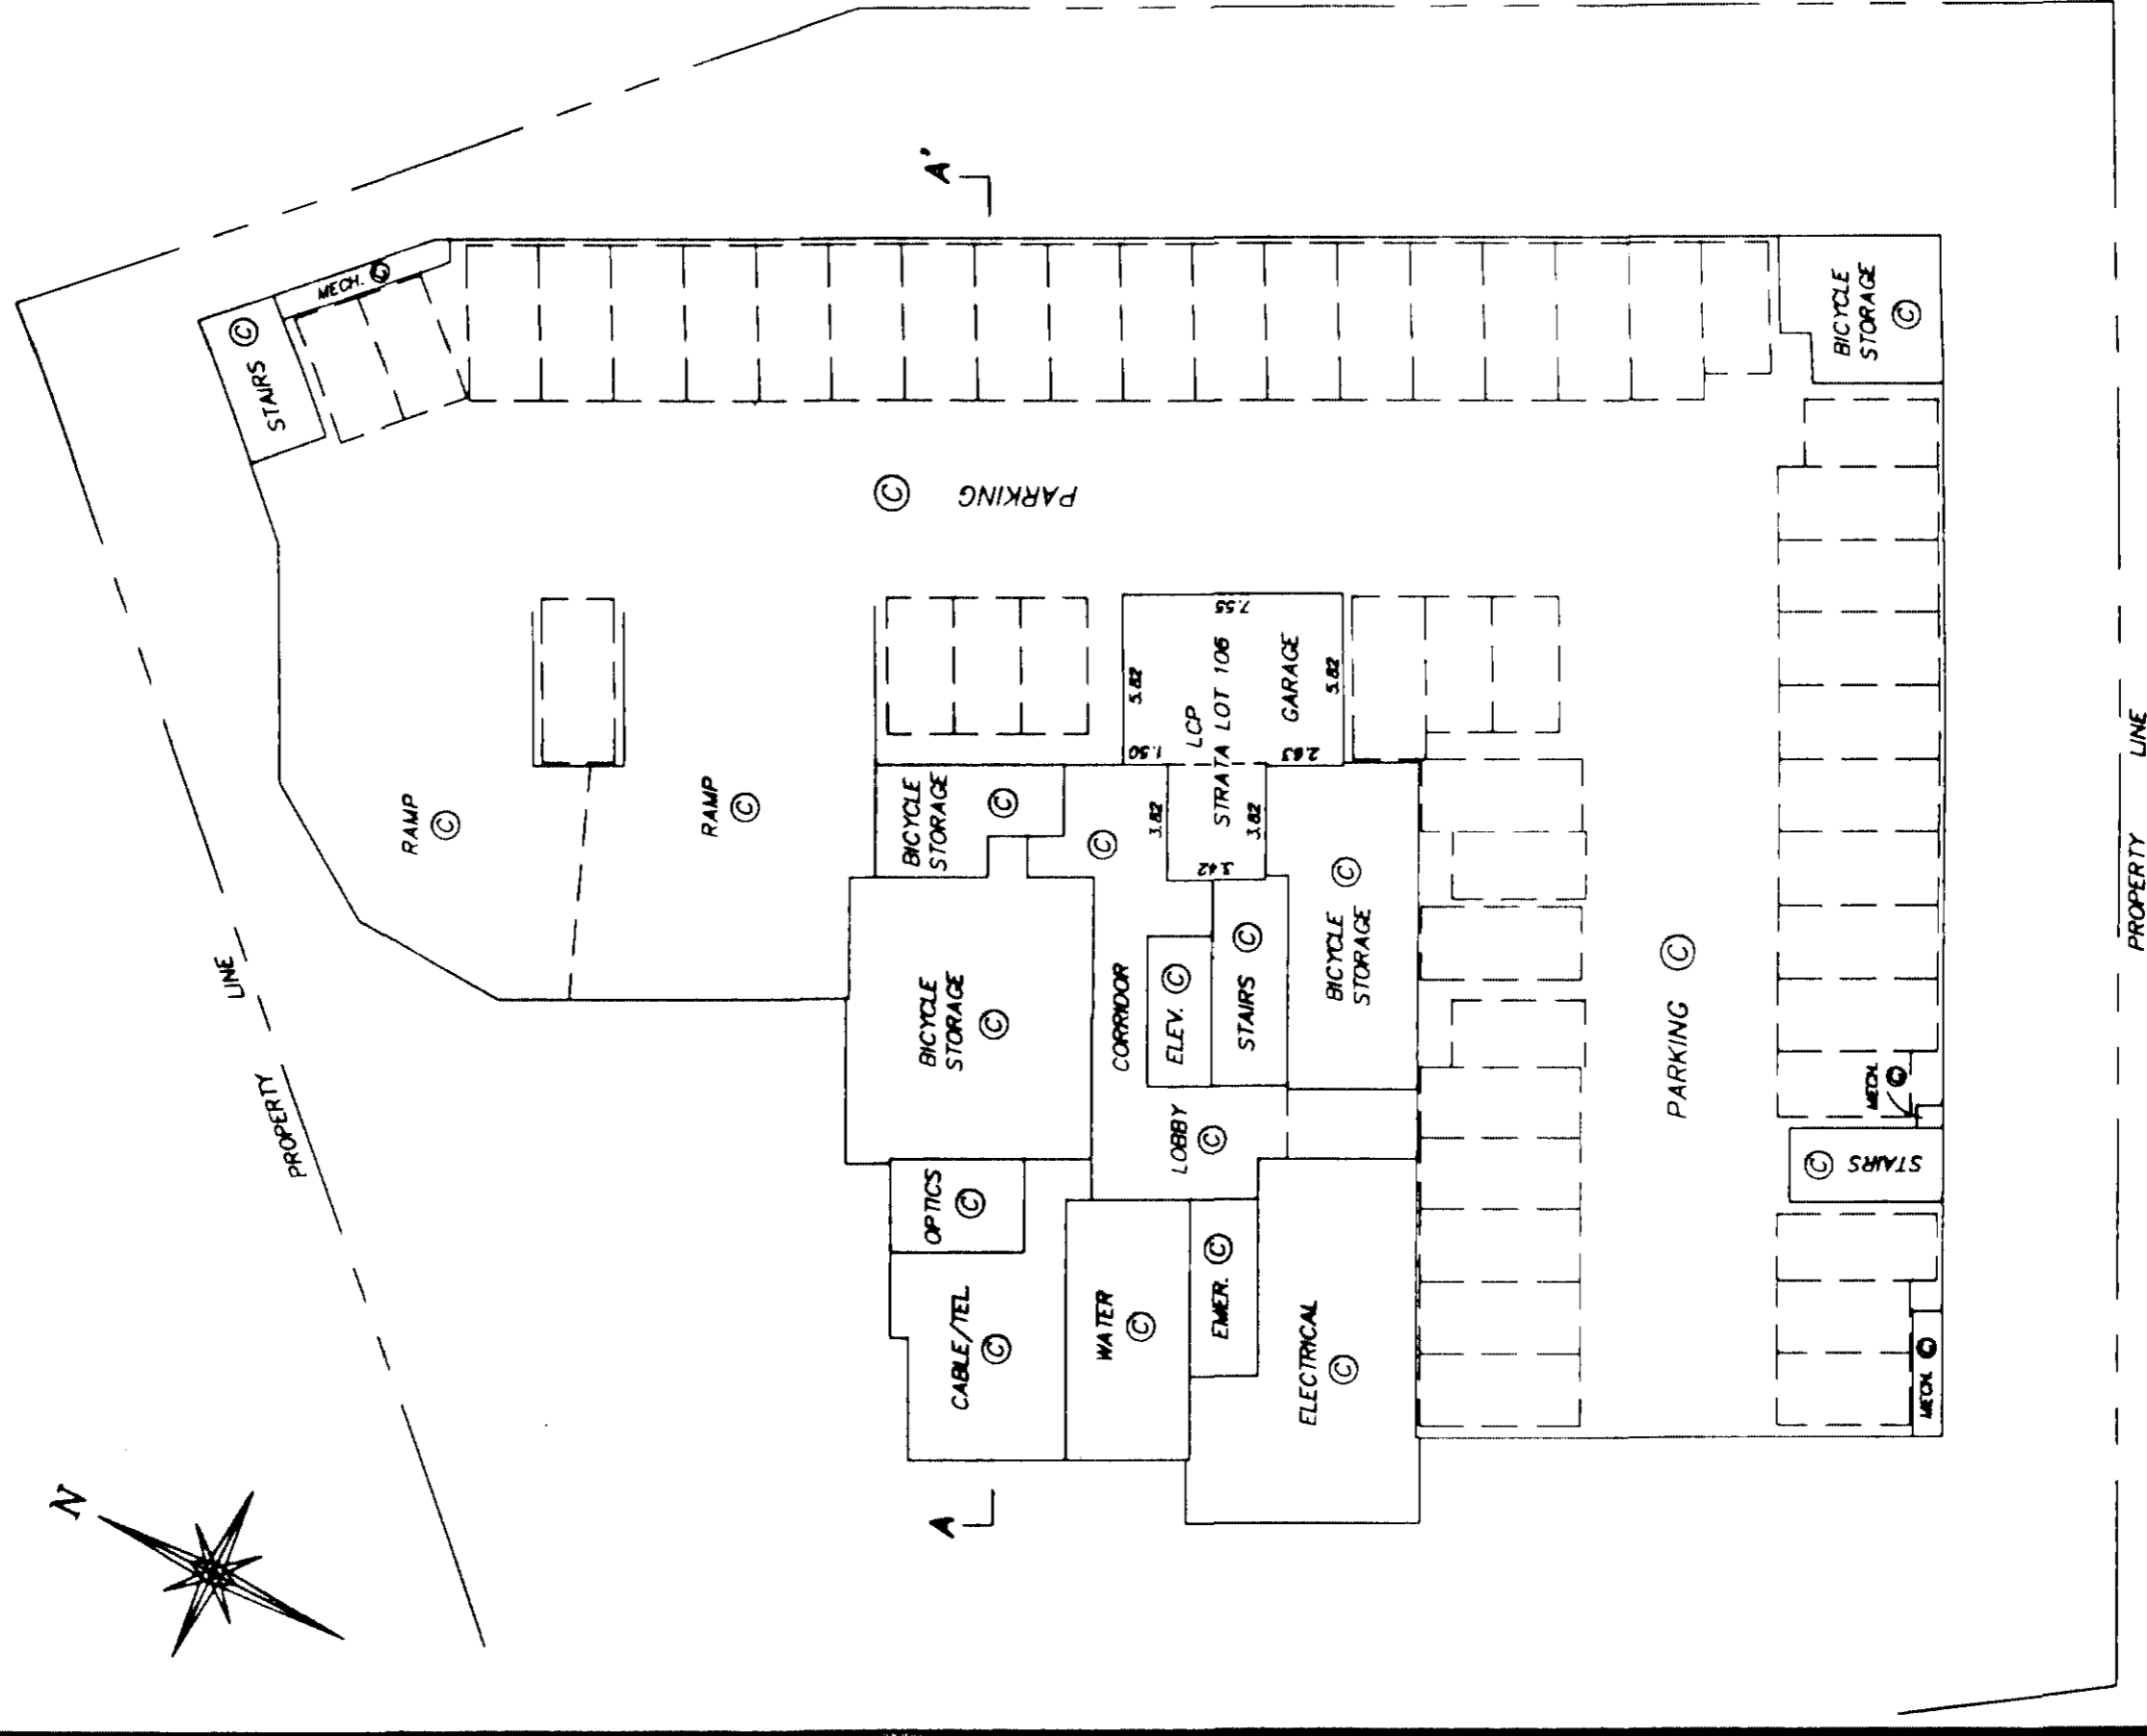 A'
MECH. ©
STAIRS ©
BICYCLE
STORAGE
©
PARKING ©
7.55
5.82
LCP
STRATA LOT 106
GARAGE
5.82
1.50
2.63
3.82
3.82
3.42
RAMP
©
RAMP
©
BICYCLE
STORAGE
©
©
BICYCLE
STORAGE
©
BICYCLE
STORAGE
©
CORRIDOR
ELEV. ©
STAIRS ©
LOBBY
©
PARKING ©
MECH.
©
STAIRS ©
OPTICS
©
CABLE/TEL.
©
WATER
©
EMER. ©
ELECTRICAL
©
MECH. ©
PROPERTY LINE
PROPERTY LINE
N
A